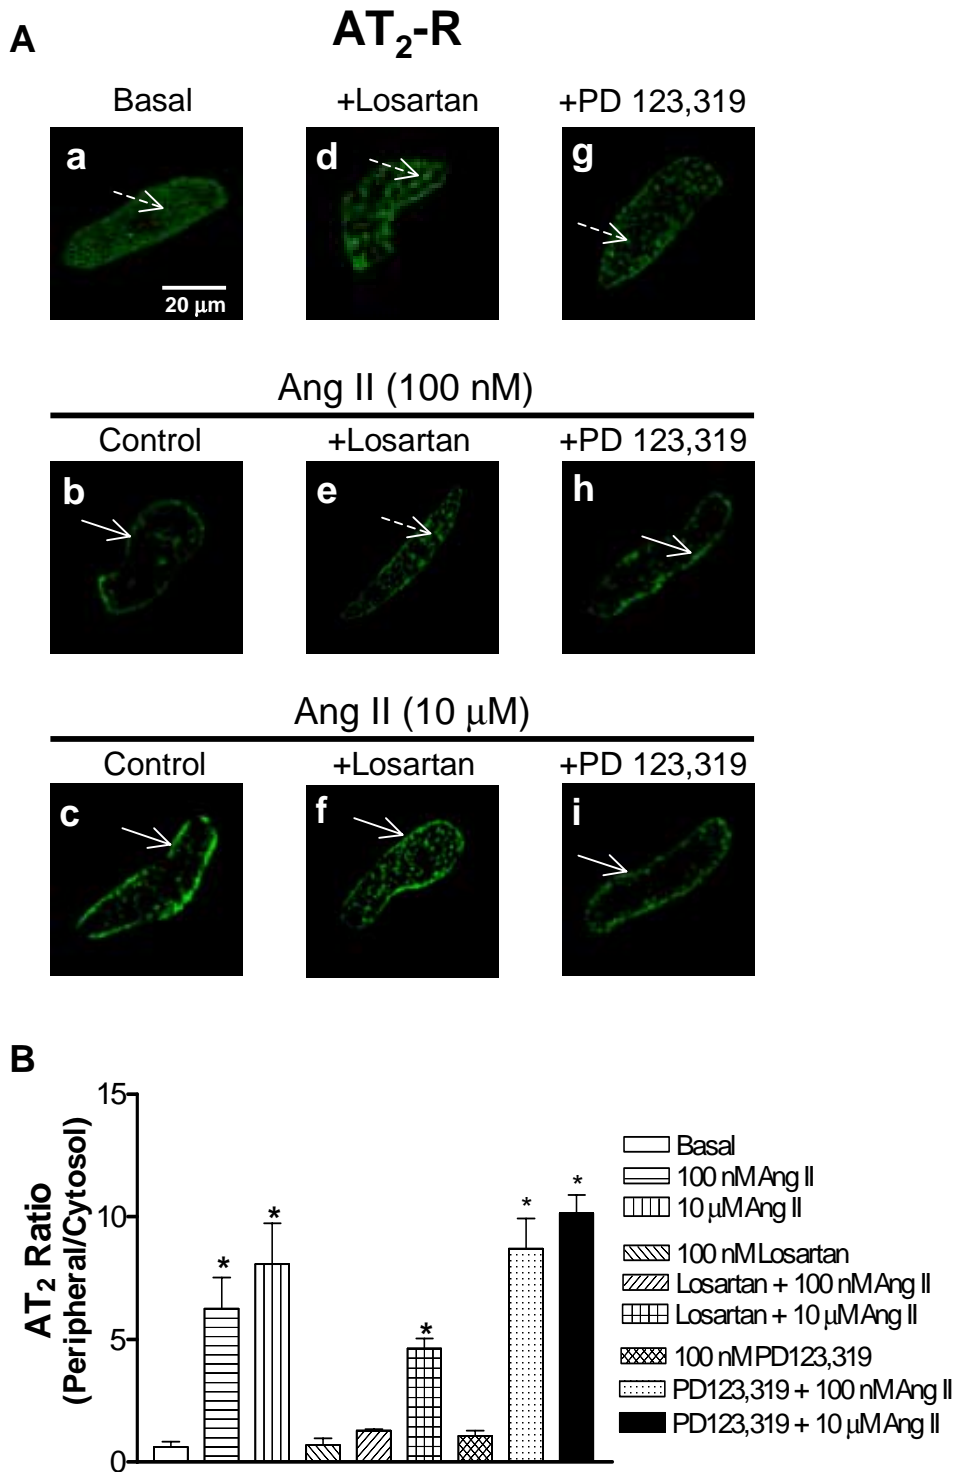 A
AT₂-R
Basal
+Losartan
+PD 123,319
a
d
g
20 μm
Ang II (100 nM)
Control
+Losartan
+PD 123,319
b
e
h
Ang II (10 μM)
Control
+Losartan
+PD 123,319
c
f
i
B
AT₂ Ratio
(Peripheral/Cytosol)
15
10
5
0
*
*
*
*
*
Basal
100 nM Ang II
10 μM Ang II
100 nM Losartan
Losartan + 100 nM Ang II
Losartan + 10 μM Ang II
100 nM PD123,319
PD123,319 + 100 nM Ang II
PD123,319 + 10 μM Ang II